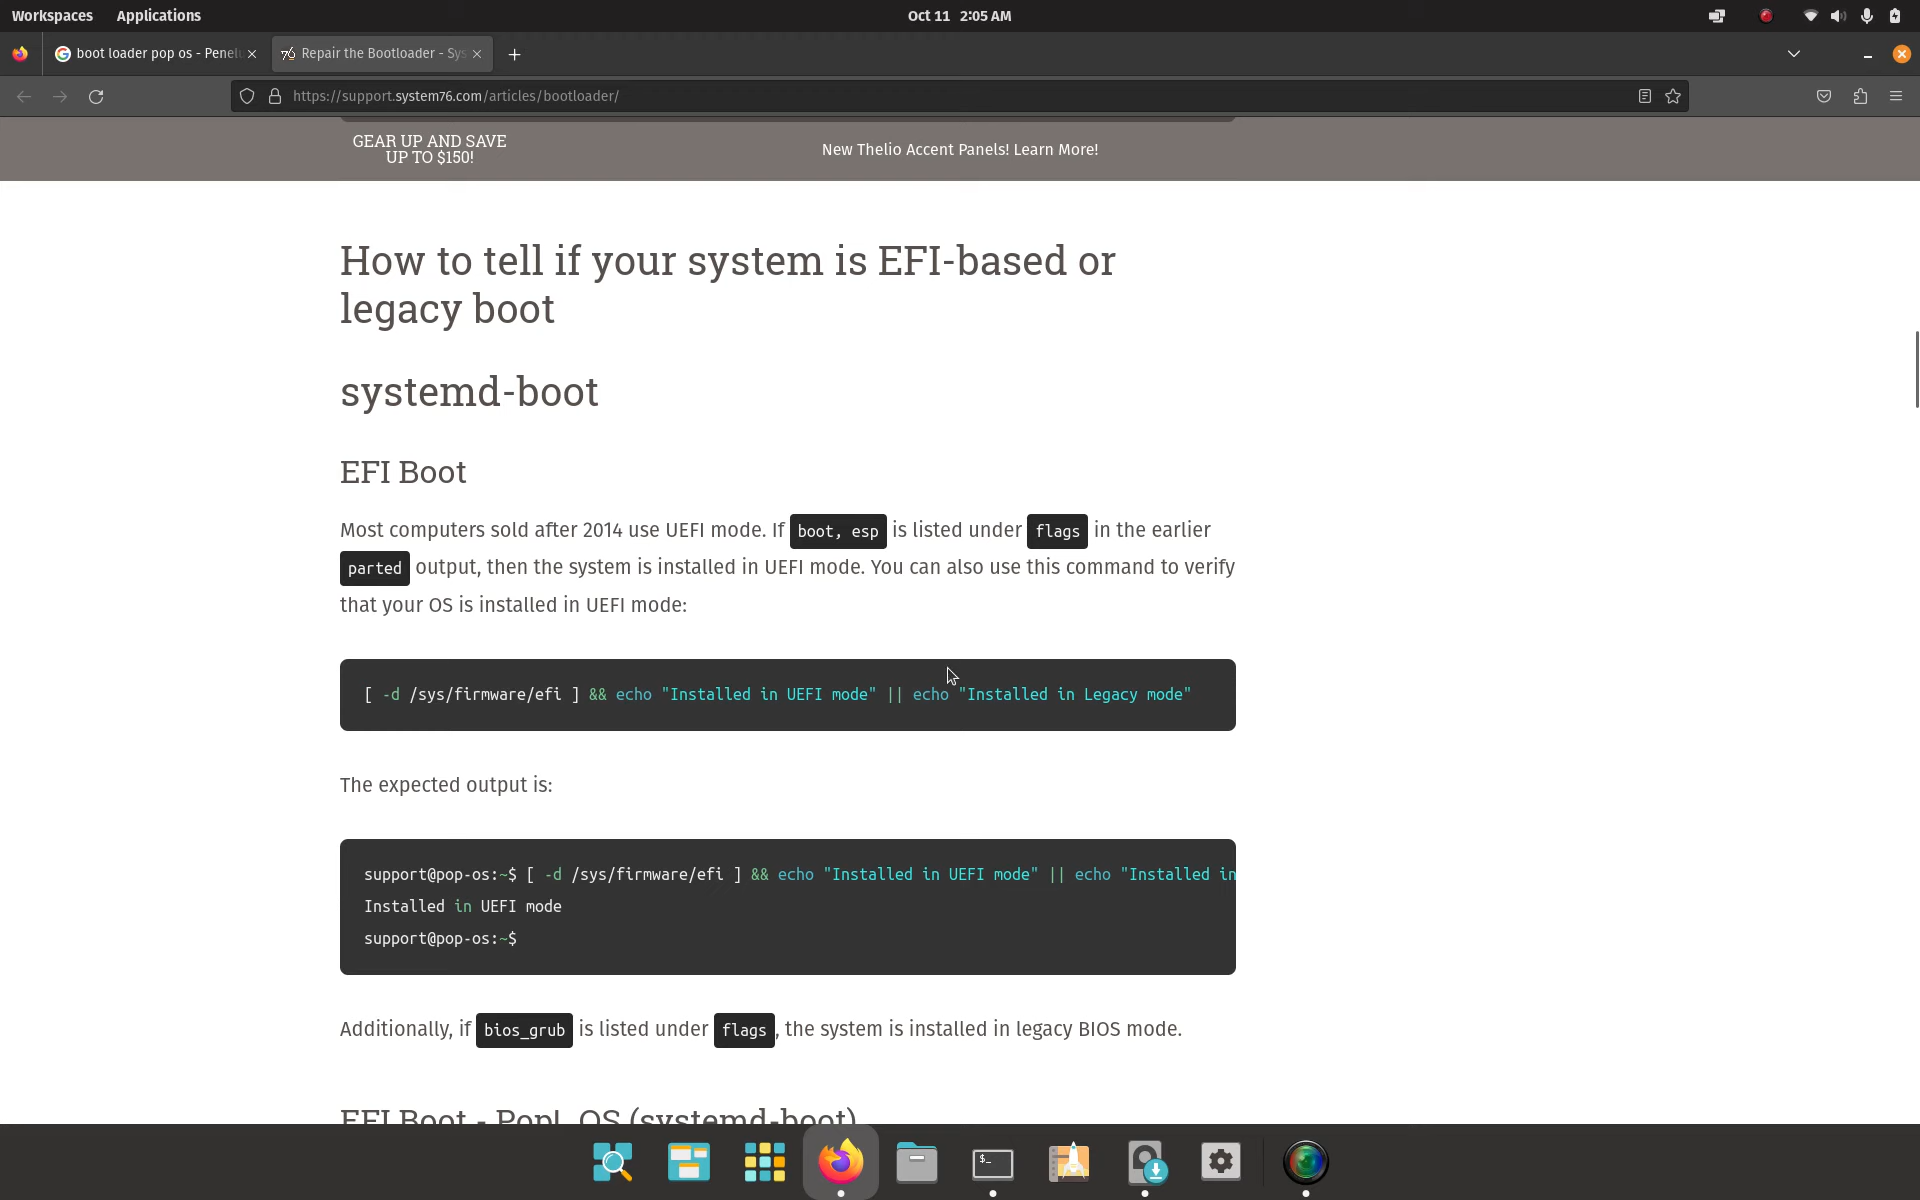 Workspaces Applications Oct 11 2:05 AM
boot loader pop os - Penel Repair the Bootloader - Sys
https://support.system76.com/articles/bootloader/
GEAR UP AND SAVE
UP TO $150!
New Thelio Accent Panels! Learn More!
How to tell if your system is EFI-based or
legacy boot
systemd-boot
EFI Boot
Most computers sold after 2014 use UEFI mode. If boot, esp is listed under flags in the earlier
parted output, then the system is installed in UEFI mode. You can also use this command to verify
that your OS is installed in UEFI mode:
[ -d /sys/firmware/efi ] && echo "Installed in UEFI mode" || echo "Installed in Legacy mode"
The expected output is:
support@pop-os:~$ [ -d /sys/firmware/efi ] && echo "Installed in UEFI mode" || echo "Installed in
Installed in UEFI mode
support@pop-os:~$
Additionally, if bios_grub is listed under flags, the system is installed in legacy BIOS mode.
EFI Boot - Pop!_OS (systemd-boot)
$_